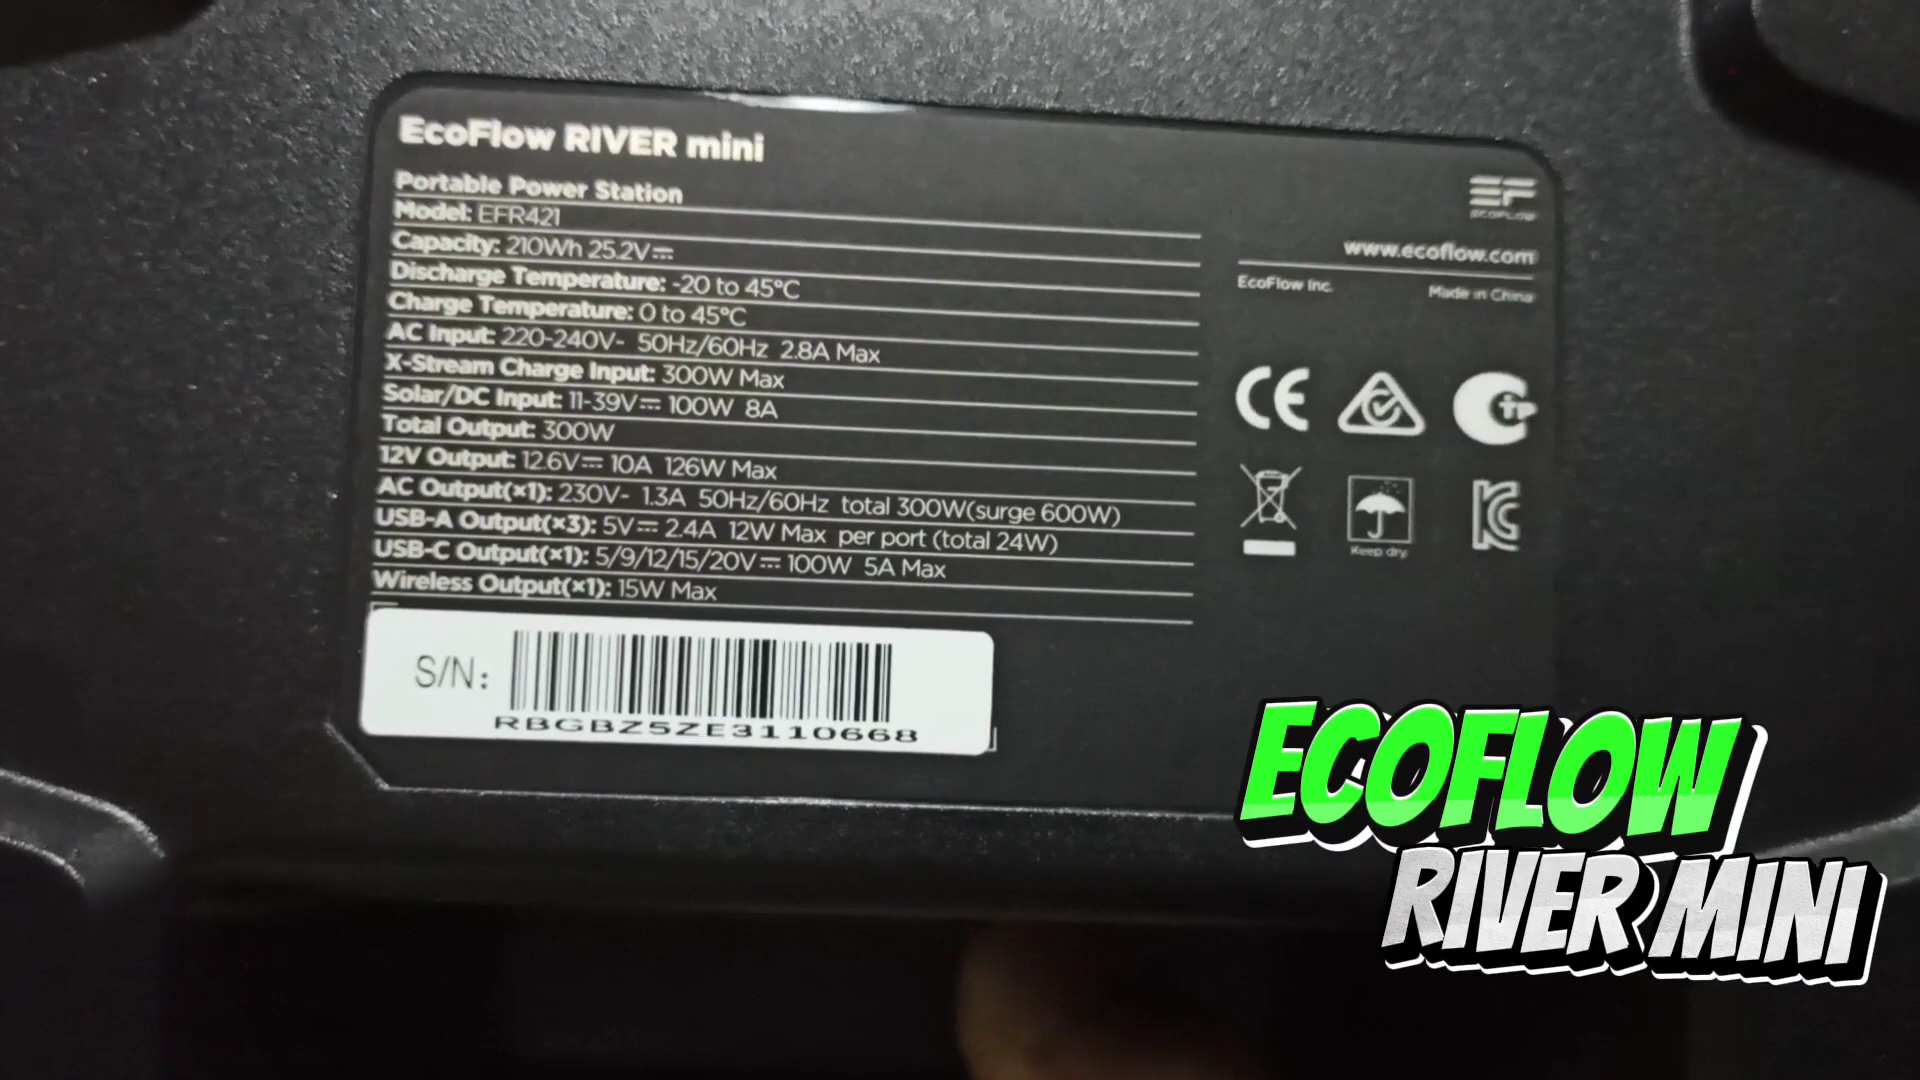 EcoFlow RIVER mini
Portable Power Station
Model: EFR421
Capacity: 210Wh 25.2V⎓
Discharge Temperature: -20 to 45°C
Charge Temperature: 0 to 45°C
AC Input: 220-240V~ 50Hz/60Hz 2.8A Max
X-Stream Charge Input: 300W Max
Solar/DC Input: 11-39V⎓ 100W 8A
Total Output: 300W
12V Output: 12.6V⎓ 10A 126W Max
AC Output(×1): 230V~ 1.3A 50Hz/60Hz total 300W(surge 600W)
USB-A Output(×3): 5V⎓ 2.4A 12W Max per port (total 24W)
USB-C Output(×1): 5/9/12/15/20V⎓ 100W 5A Max
Wireless Output(×1): 15W Max
S/N:
RBGBZ5ZE3110668
EF
ECOFLOW
www.ecoflow.com
EcoFlow Inc. Made in China
CE
Keep dry
ECOFLOW
RIVER MINI